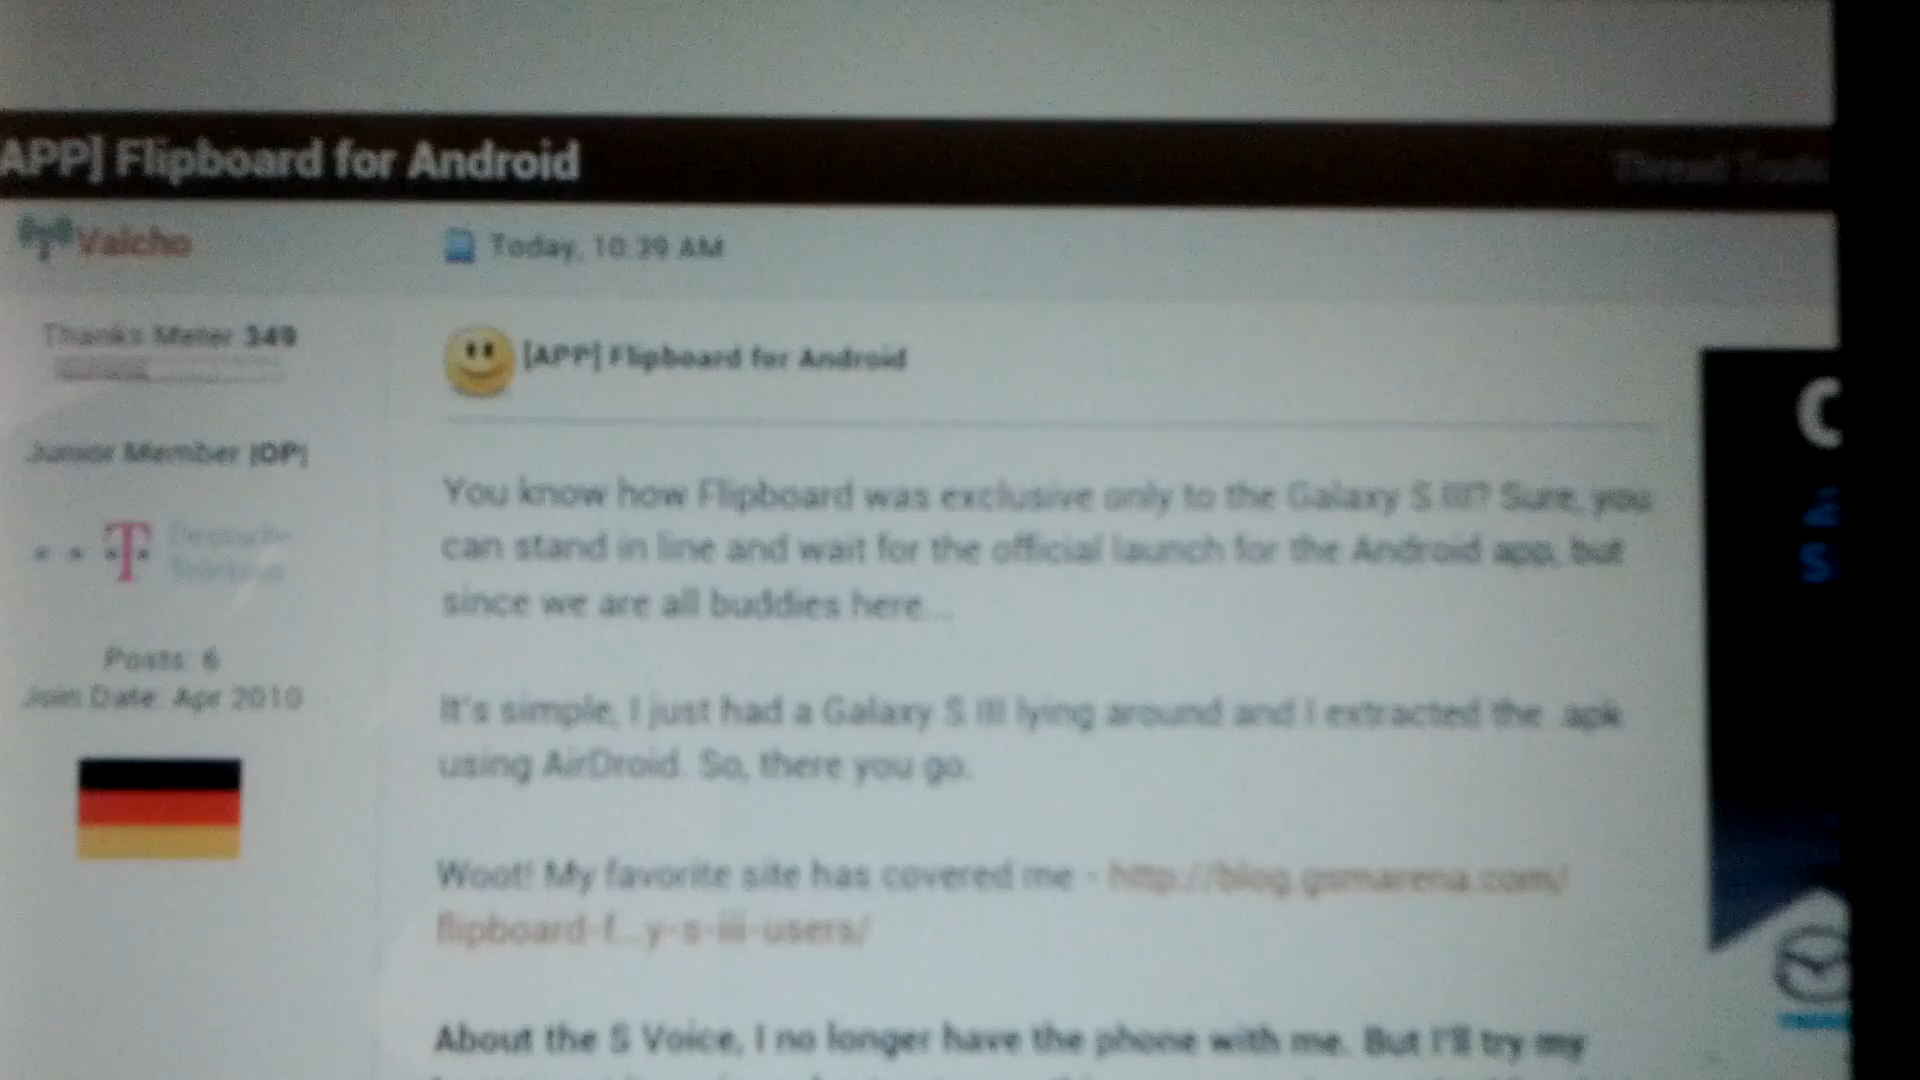 APP] Flipboard for Android
Thread Tools
Valcho
Today, 10:39 AM
Thanks Meter 349
[APP] Flipboard for Android
Junior Member |OP|
Deutsche
Telekom
Posts: 6
Join Date: Apr 2010
You know how Flipboard was exclusive only to the Galaxy S III? Sure, you
can stand in line and wait for the official launch for the Android app, but
since we are all buddies here...
It's simple, I just had a Galaxy S III lying around and I extracted the .apk
using AirDroid. So, there you go.
Woot! My favorite site has covered me - http://blog.gsmarena.com/
flipboard-f...y-s-iii-users/
About the S Voice, I no longer have the phone with me. But I'll try my